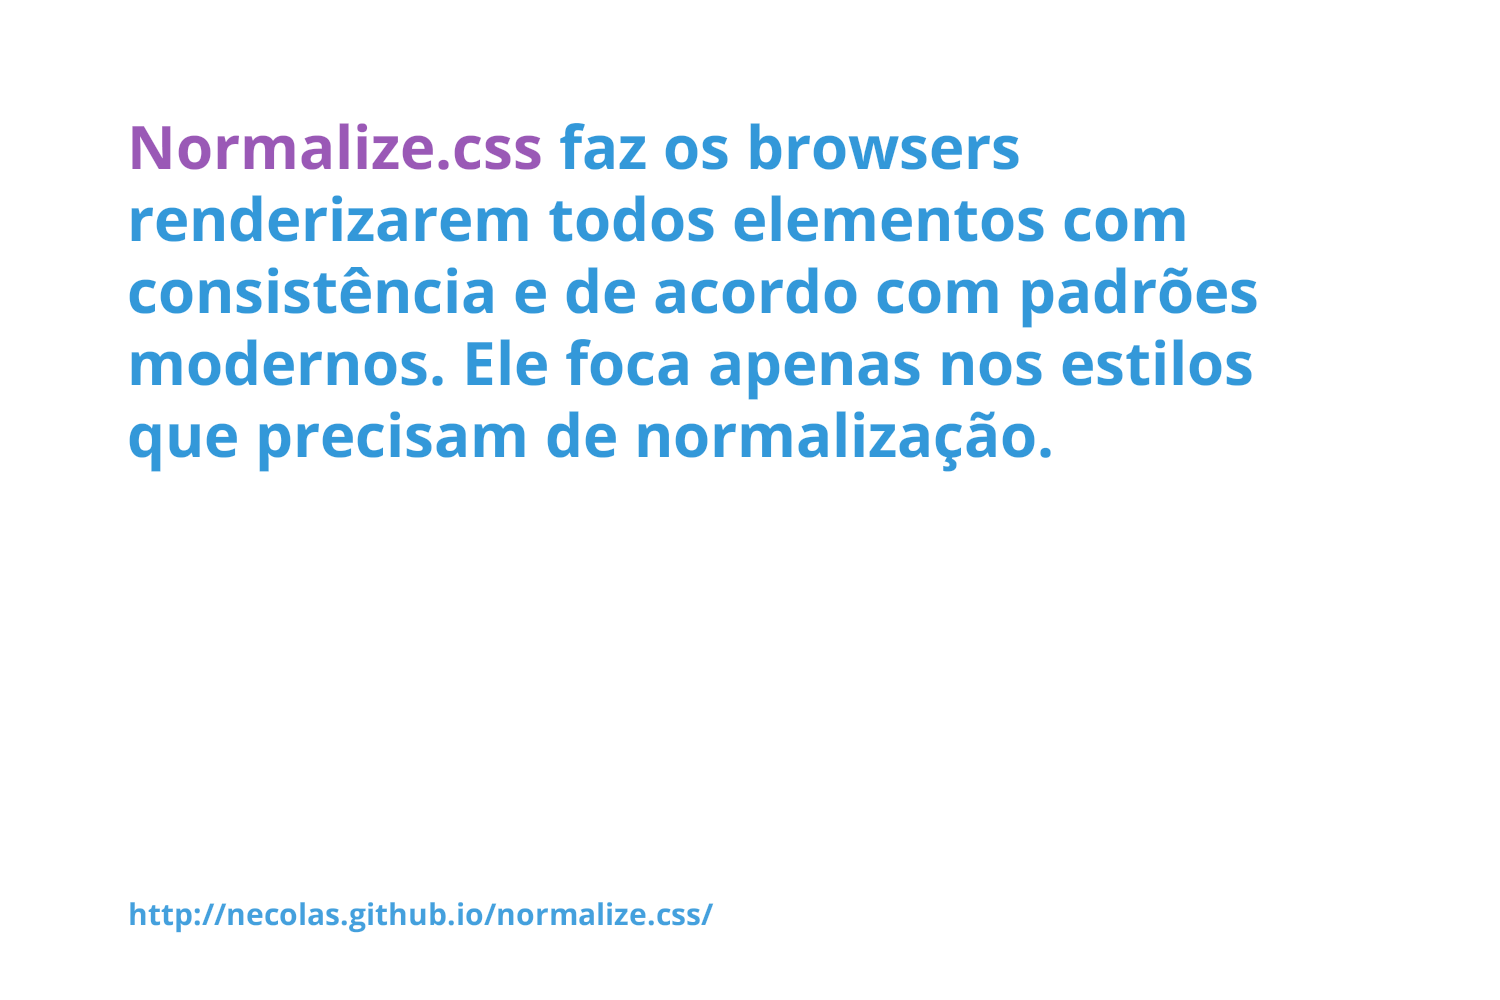 Normalize.css faz os browsers
renderizarem todos elementos com
consistência e de acordo com padrões
modernos. Ele foca apenas nos estilos
que precisam de normalização.
http://necolas.github.io/normalize.css/